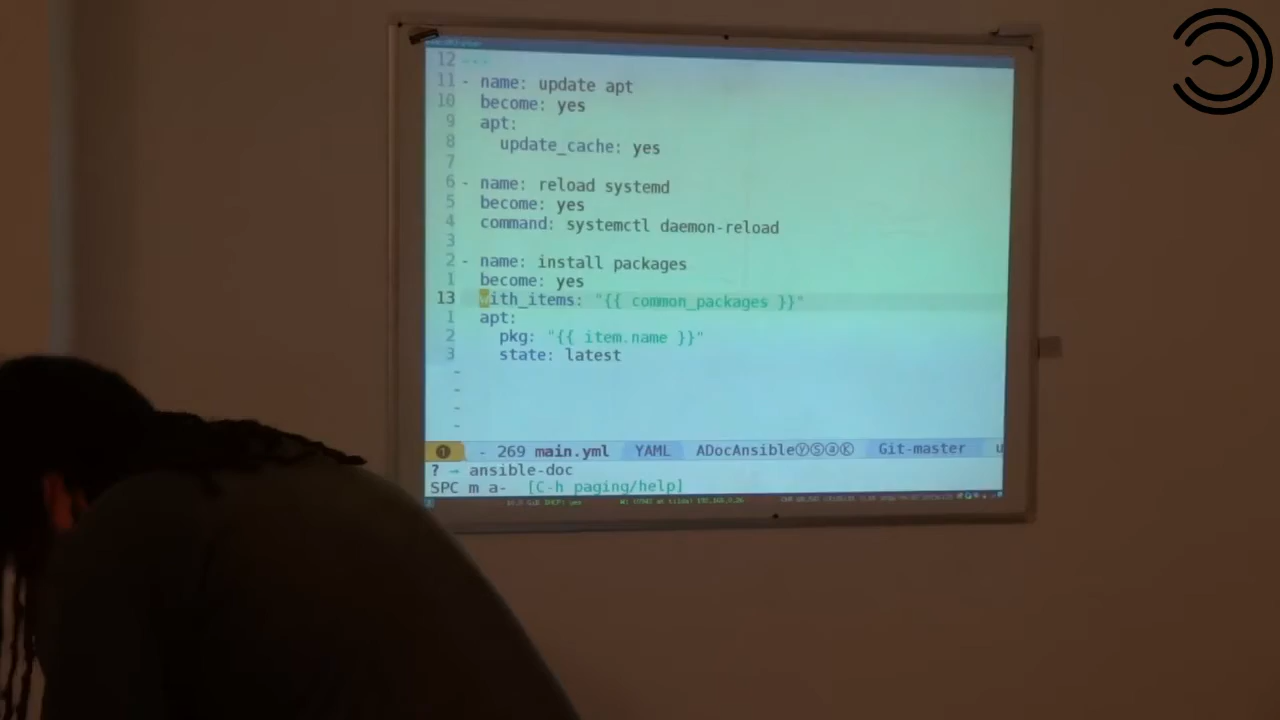 12 ---
11 - name: update apt
10 become: yes
9 apt:
8 update_cache: yes
7
6 - name: reload systemd
5 become: yes
4 command: systemctl daemon-reload
3
2 - name: install packages
1 become: yes
13 with_items: "{{ common_packages }}"
1 apt:
2 pkg: "{{ item.name }}"
3 state: latest
1 - 269 main.yml YAML ADocAnsibleⓨⓢⓐⓀ Git-master u
? → ansible-doc
SPC m a- [C-h paging/help]